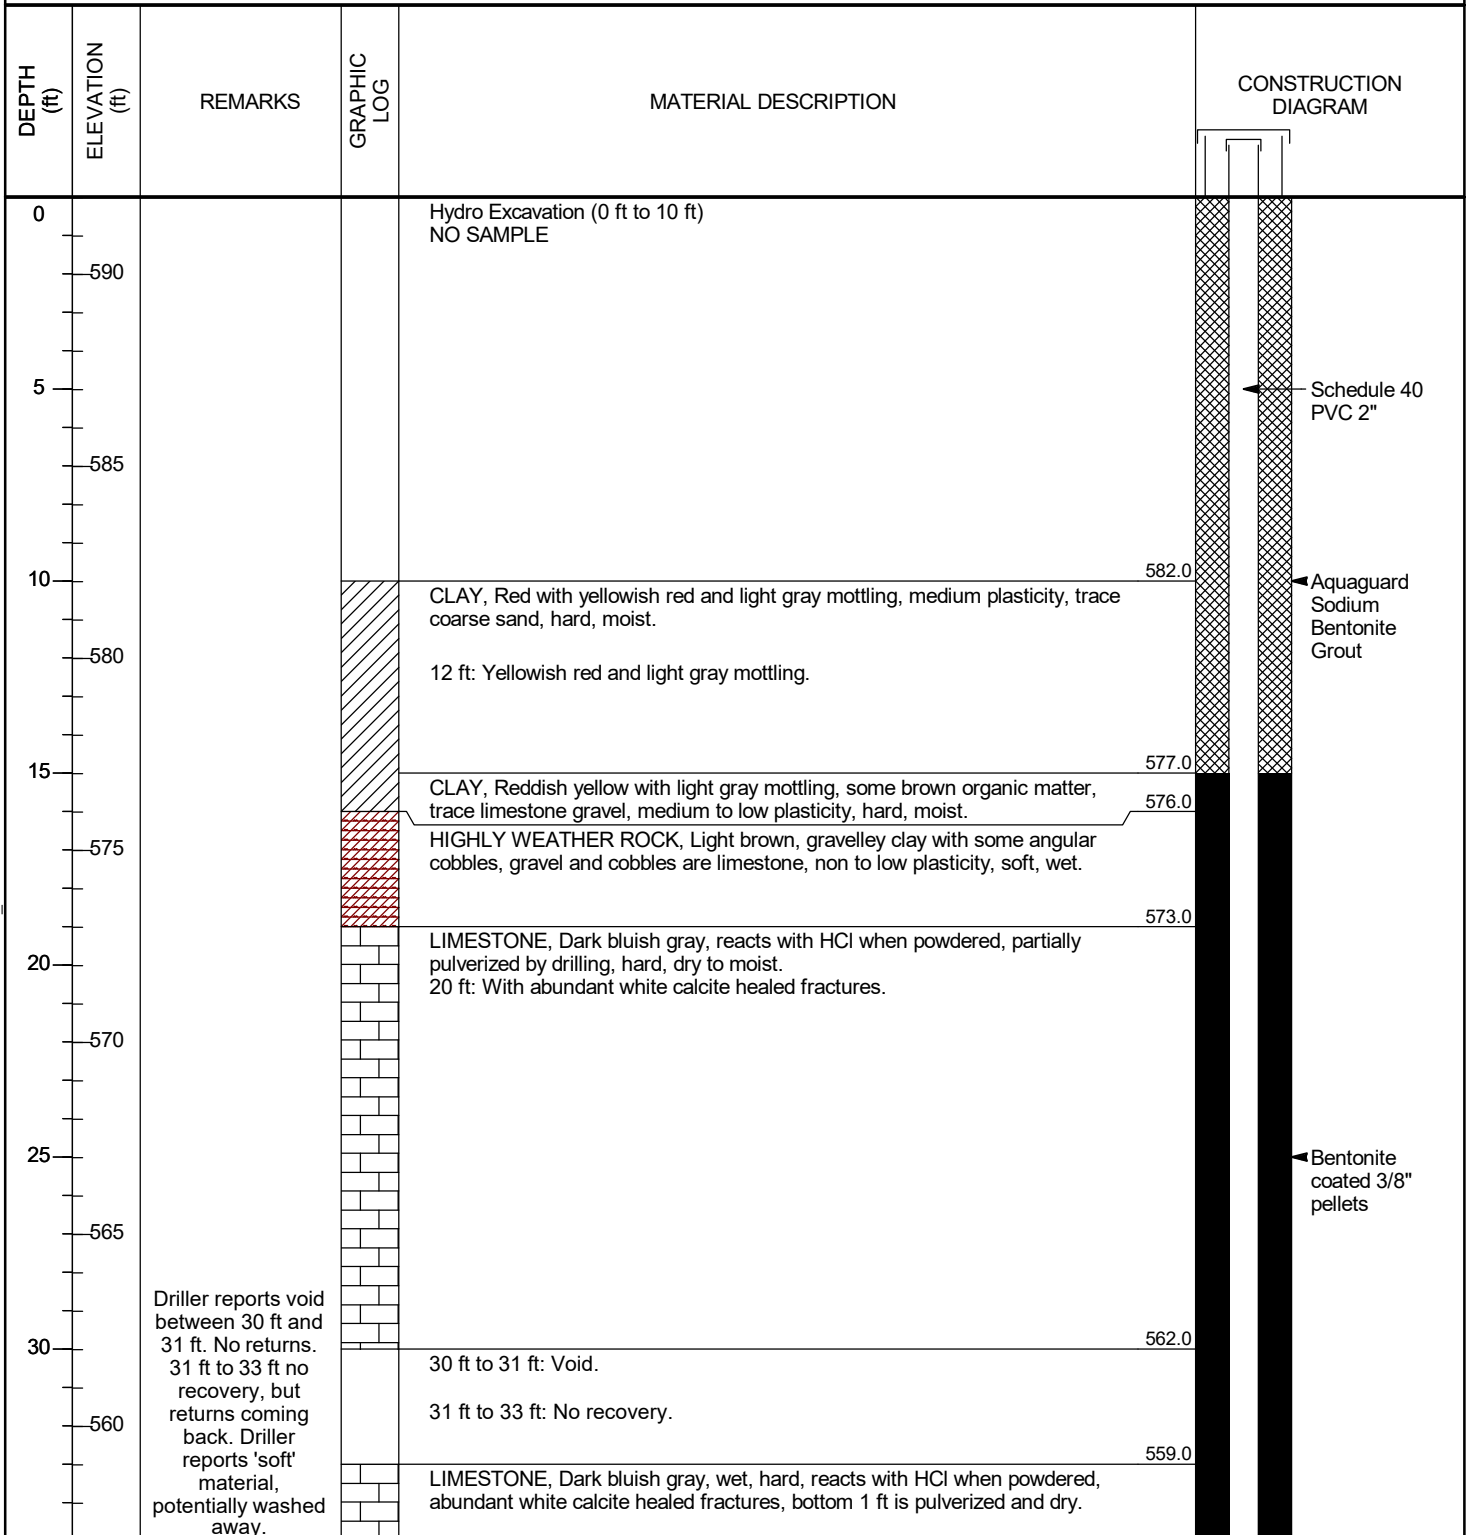 DEPTH
(ft)
ELEVATION
(ft)
REMARKS
GRAPHIC
LOG
MATERIAL DESCRIPTION
CONSTRUCTION
DIAGRAM
0
Hydro Excavation (0 ft to 10 ft)
NO SAMPLE
590
5
Schedule 40
PVC 2"
585
10
582.0
Aquaguard
Sodium
Bentonite
Grout
CLAY, Red with yellowish red and light gray mottling, medium plasticity, trace
coarse sand, hard, moist.
580
12 ft: Yellowish red and light gray mottling.
15
577.0
CLAY, Reddish yellow with light gray mottling, some brown organic matter,
trace limestone gravel, medium to low plasticity, hard, moist.
576.0
HIGHLY WEATHER ROCK, Light brown, gravelley clay with some angular
cobbles, gravel and cobbles are limestone, non to low plasticity, soft, wet.
575
573.0
LIMESTONE, Dark bluish gray, reacts with HCl when powdered, partially
pulverized by drilling, hard, dry to moist.
20 ft: With abundant white calcite healed fractures.
20
570
25
Bentonite
coated 3/8"
pellets
565
Driller reports void
between 30 ft and
31 ft. No returns.
31 ft to 33 ft no
recovery, but
returns coming
back. Driller
reports 'soft'
material,
potentially washed
away.
30
562.0
30 ft to 31 ft: Void.
31 ft to 33 ft: No recovery.
560
559.0
LIMESTONE, Dark bluish gray, wet, hard, reacts with HCl when powdered,
abundant white calcite healed fractures, bottom 1 ft is pulverized and dry.